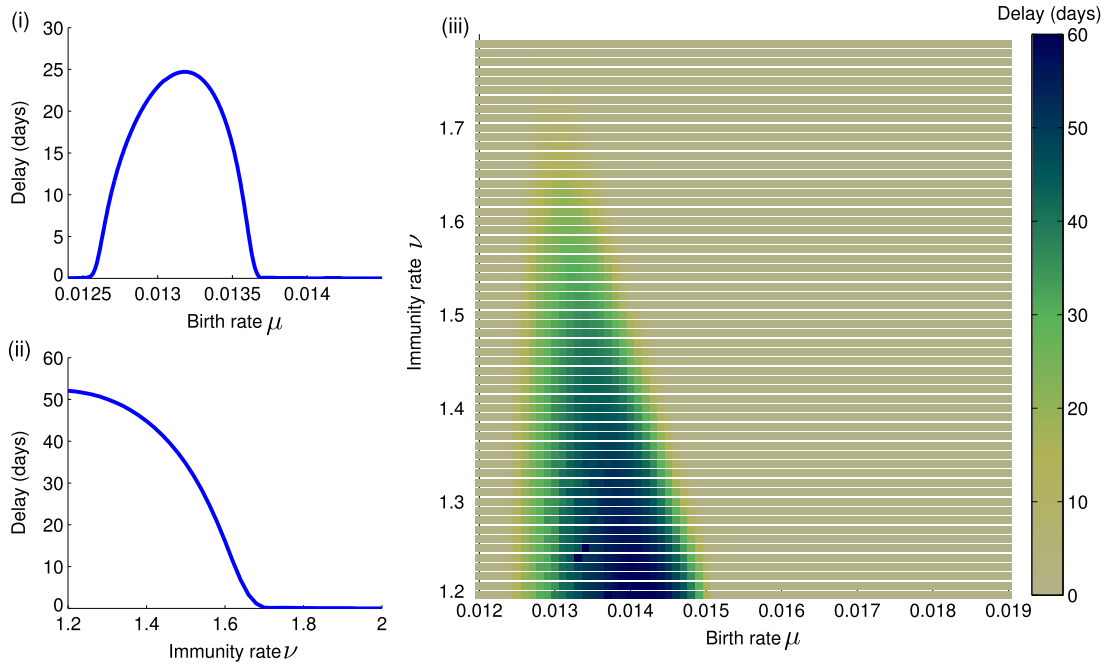 (i)
30
25
20
15
10
5
0
Delay (days)
0.0125 0.013 0.0135 0.014
Birth rate μ
(ii)
60
50
40
30
20
10
0
Delay (days)
1.2 1.4 1.6 1.8 2
Immunity rate ν
(iii)
1.7
1.6
1.5
1.4
1.3
1.2
Immunity rate ν
0.012 0.013 0.014 0.015 0.016 0.017 0.018 0.019
Birth rate μ
Delay (days)
60
50
40
30
20
10
0